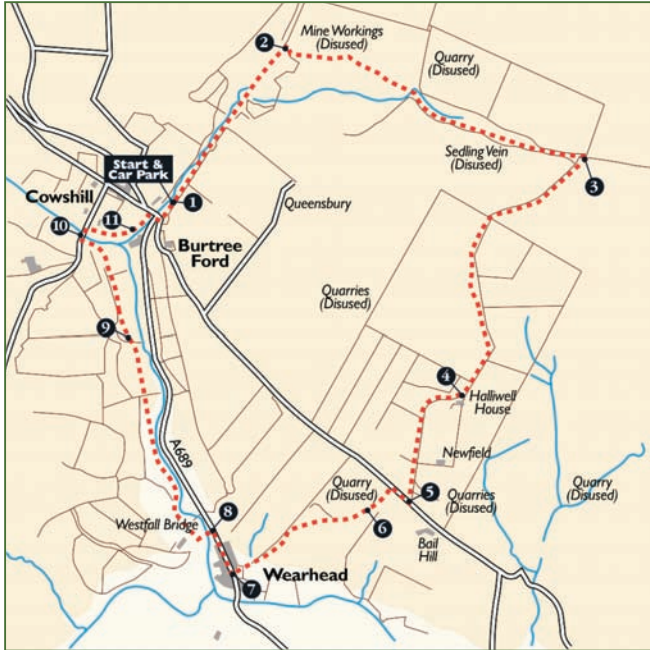 2
Mine Workings
(Disused)
Quarry
(Disused)
Start &
Car Park
Sedling Vein
(Disused)
3
Cowshill
1
Queensbury
11
10
Burtree
Ford
Quarries
(Disused)
9
4
Halliwell
House
A689
Newfield
Quarry
(Disused)
5
Quarries
(Disused)
Quarry
(Disused)
8
6
Westfall Bridge
Bail
Hill
Wearhead
7